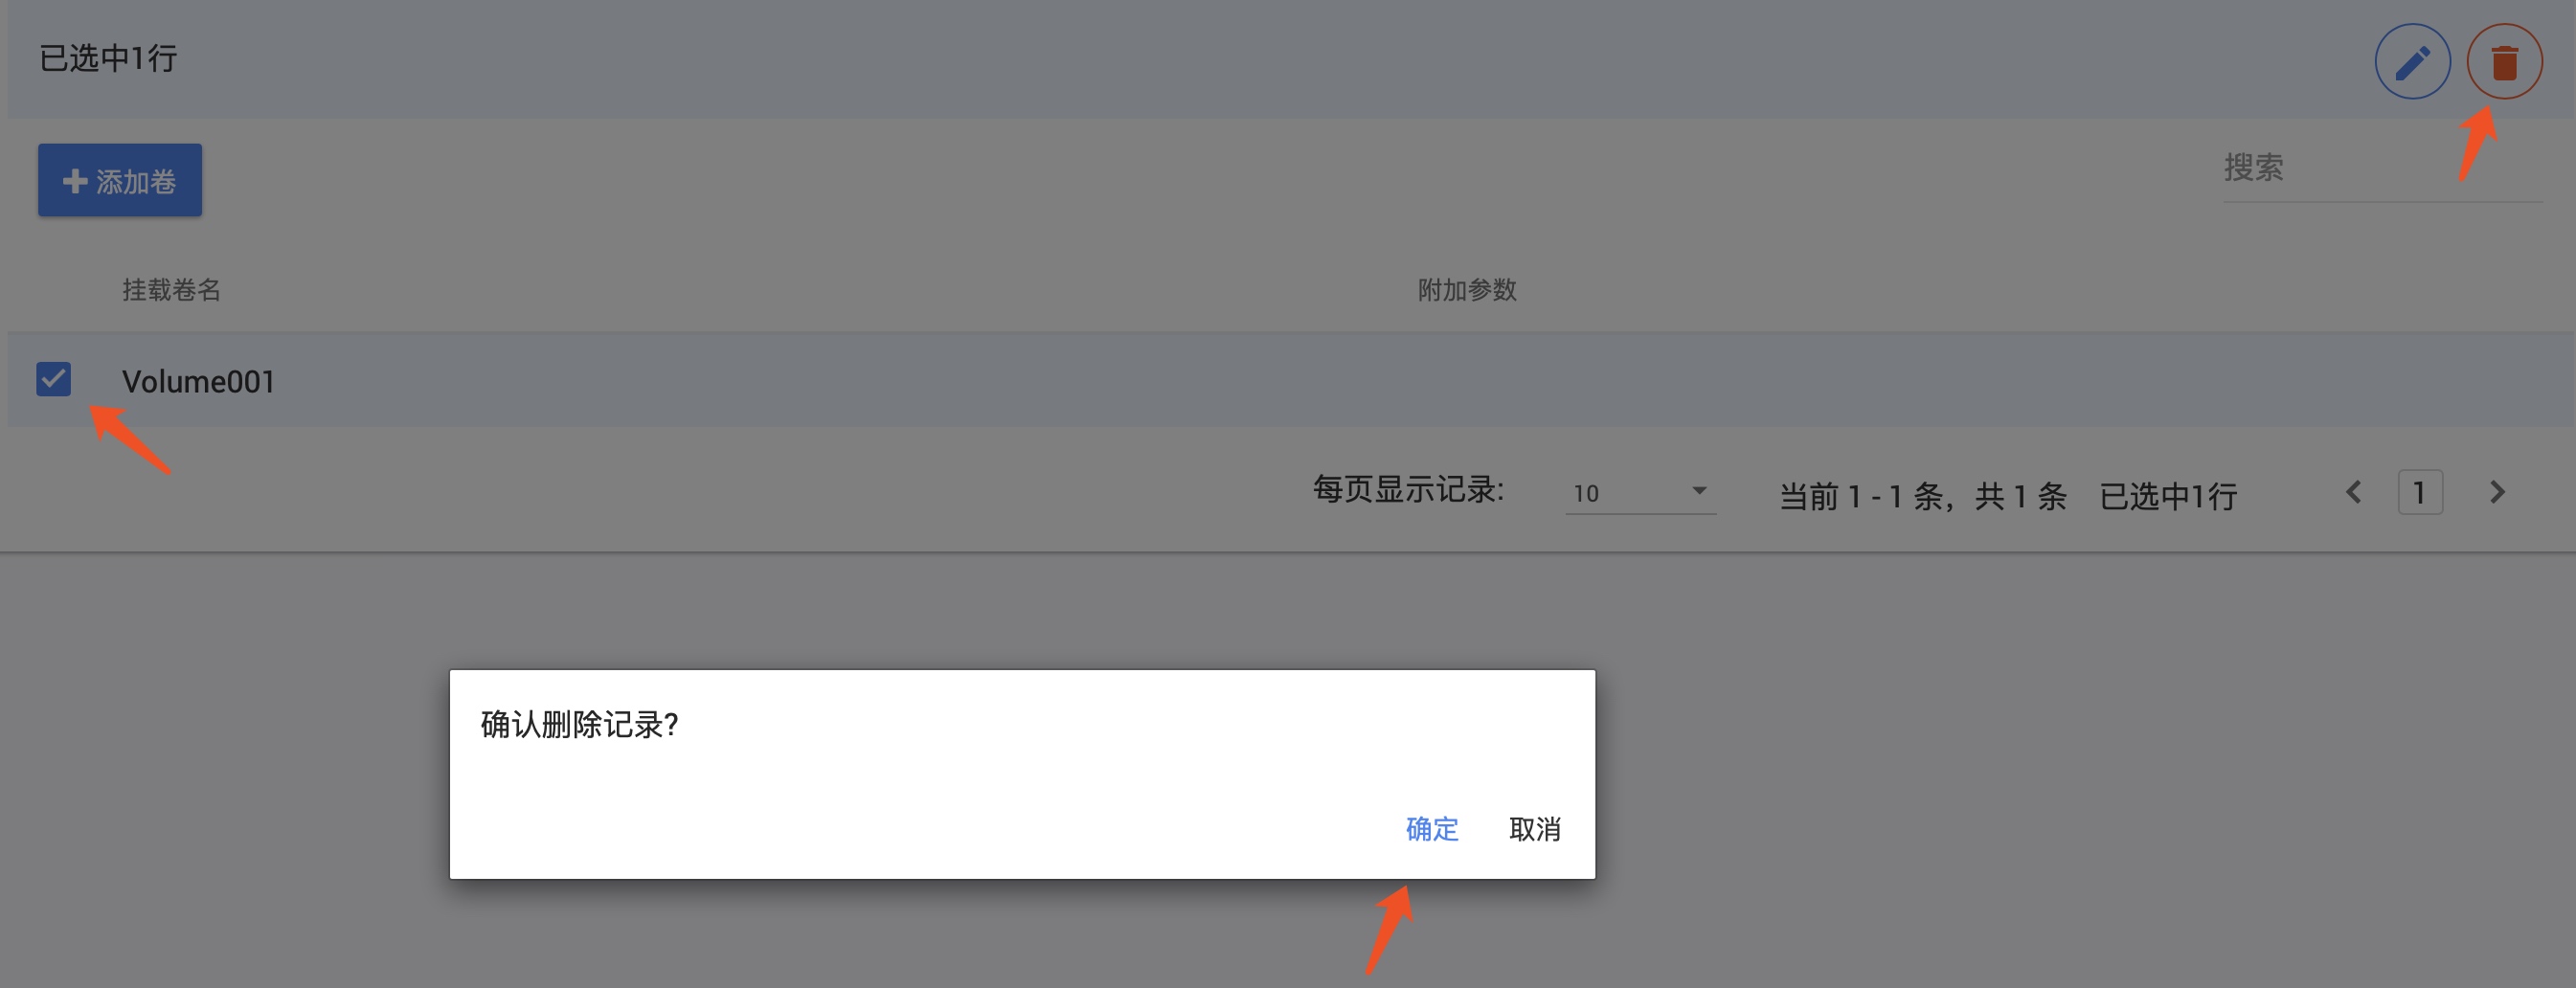 已选中1行
添加卷
搜索
挂载卷名 附加参数
Volume001
每页显示记录: 10 当前 1 - 1 条，共 1 条 已选中1行 1
确认删除记录?
确定 取消